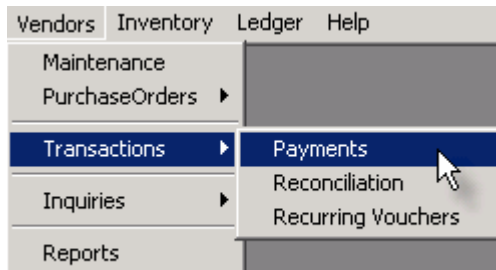 Vendors Inventory Ledger Help
Maintenance
PurchaseOrders
Transactions
Payments
Reconciliation
Recurring Vouchers
Inquiries
Reports